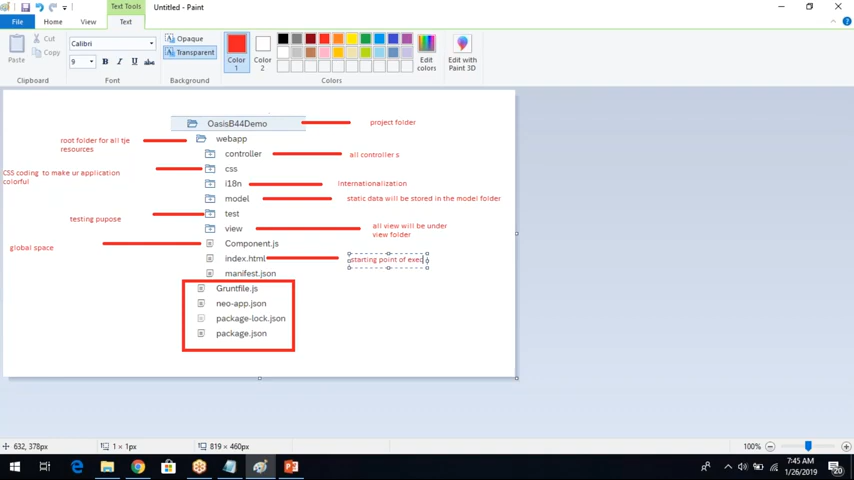 Text Tools
Untitled - Paint
File
Home
View
Text
Paste
Cut
Copy
Clipboard
Calibri
9
B
I
U
abc
Font
Opaque
Transparent
Background
Color
1
Color
2
Colors
Edit
colors
Edit with
Paint 3D
OasisB44Demo
project folder
webapp
root folder for all tje
resources
controller
all controller s
css
CSS coding to make ur application
colorful
i18n
Internationalization
model
static data will be stored in the model folder
test
testing pupose
view
all view will be under
view folder
Component.js
global space
index.html
starting point of exec
manifest.json
Gruntfile.js
neo-app.json
package-lock.json
package.json
632, 378px
1 × 1px
819 × 460px
100%
7:45 AM
1/26/2019
20